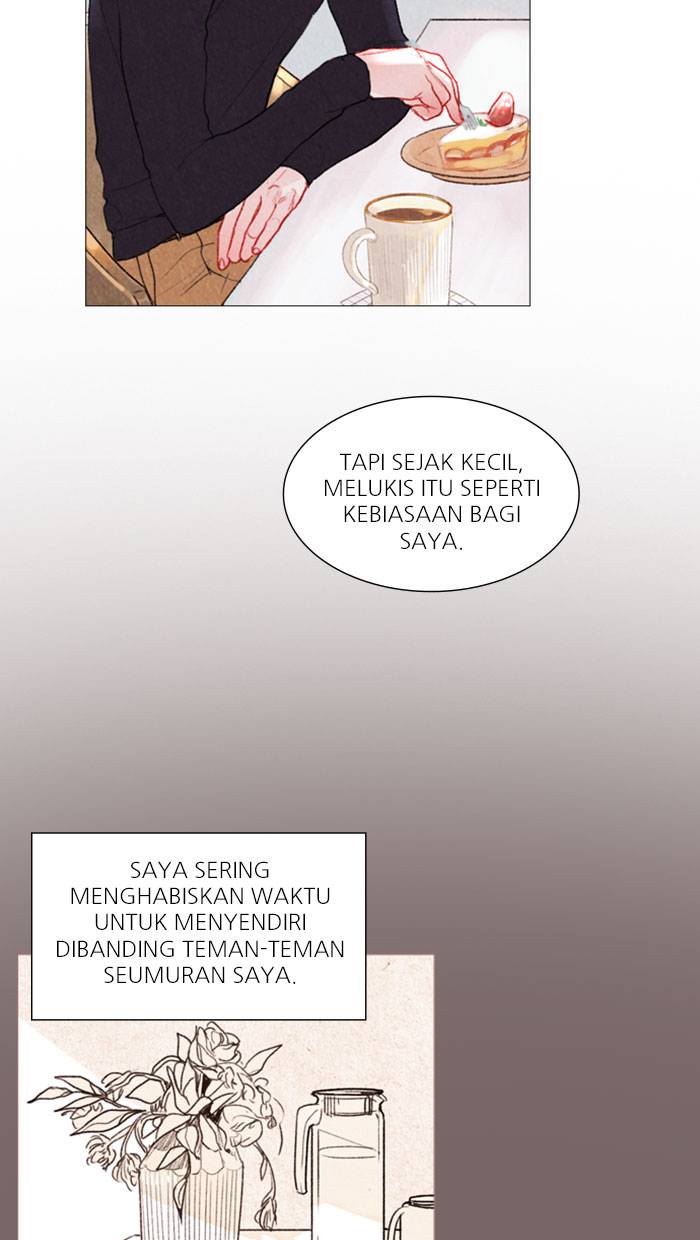 TAPI SEJAK KECIL,
MELUKIS ITU SEPERTI
KEBIASAAN BAGI
SAYA.
SAYA SERING
MENGHABISKAN WAKTU
UNTUK MENYENDIRI
DIBANDING TEMAN-TEMAN
SEUMURAN SAYA.